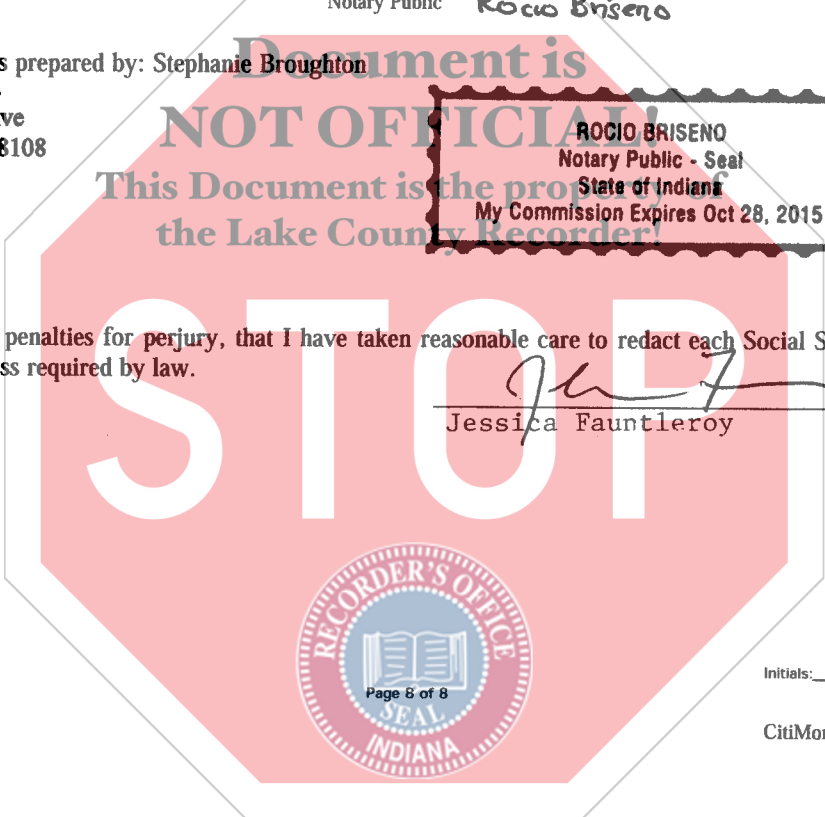 Notary Public Rocio Briseno
s prepared by: Stephanie Broughton
ve
8108
Document is
NOT OFFICIAL!
This Document is the property of
the Lake County Recorder!
ROCIO BRISENO
Notary Public - Seal
State of Indiana
My Commission Expires Oct 28, 2015
STOP
penalties for perjury, that I have taken reasonable care to redact each Social S
ss required by law.
Jessica Fauntleroy
RECORDER'S OFFICE
Page 8 of 8
SEAL
INDIANA
Initials:_
CitiMor